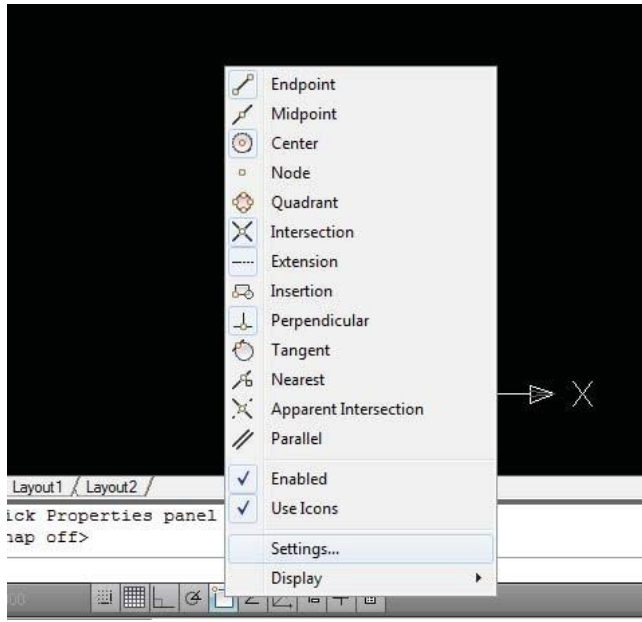 Endpoint
Midpoint
Center
Node
Quadrant
Intersection
Extension
Insertion
Perpendicular
Tangent
Nearest
X
Apparent Intersection
Parallel
Layout1 / Layout2 /
Enabled
ick Properties panel
Use Icons
nap off>
Settings...
Display